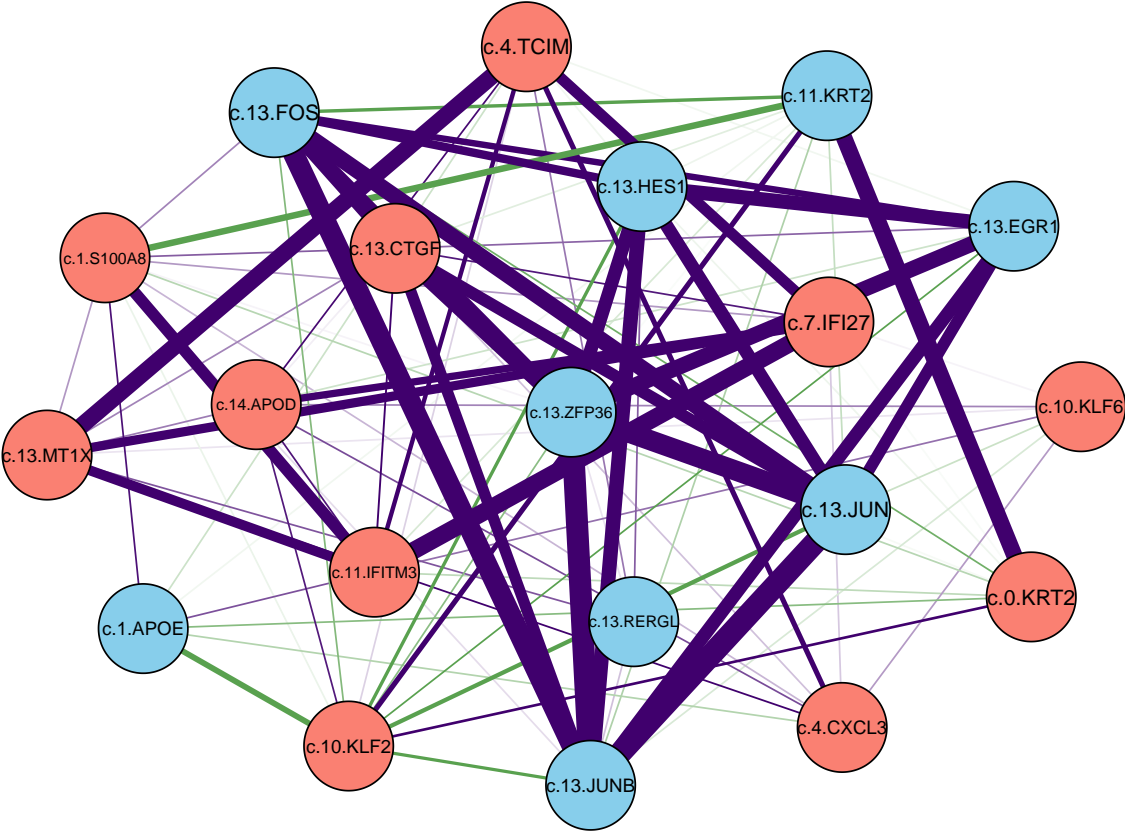 c.4.TCIM
c.11.KRT2
c.13.FOS
c.13.HES1
c.13.EGR1
c.13.CTGF
c.1.S100A8
c.7.IFI27
c.14.APOD
c.10.KLF6
c.13.ZFP36
c.13.MT1X
c.13.JUN
c.11.IFITM3
c.0.KRT2
c.13.RERGL
c.1.APOE
c.4.CXCL3
c.10.KLF2
c.13.JUNB